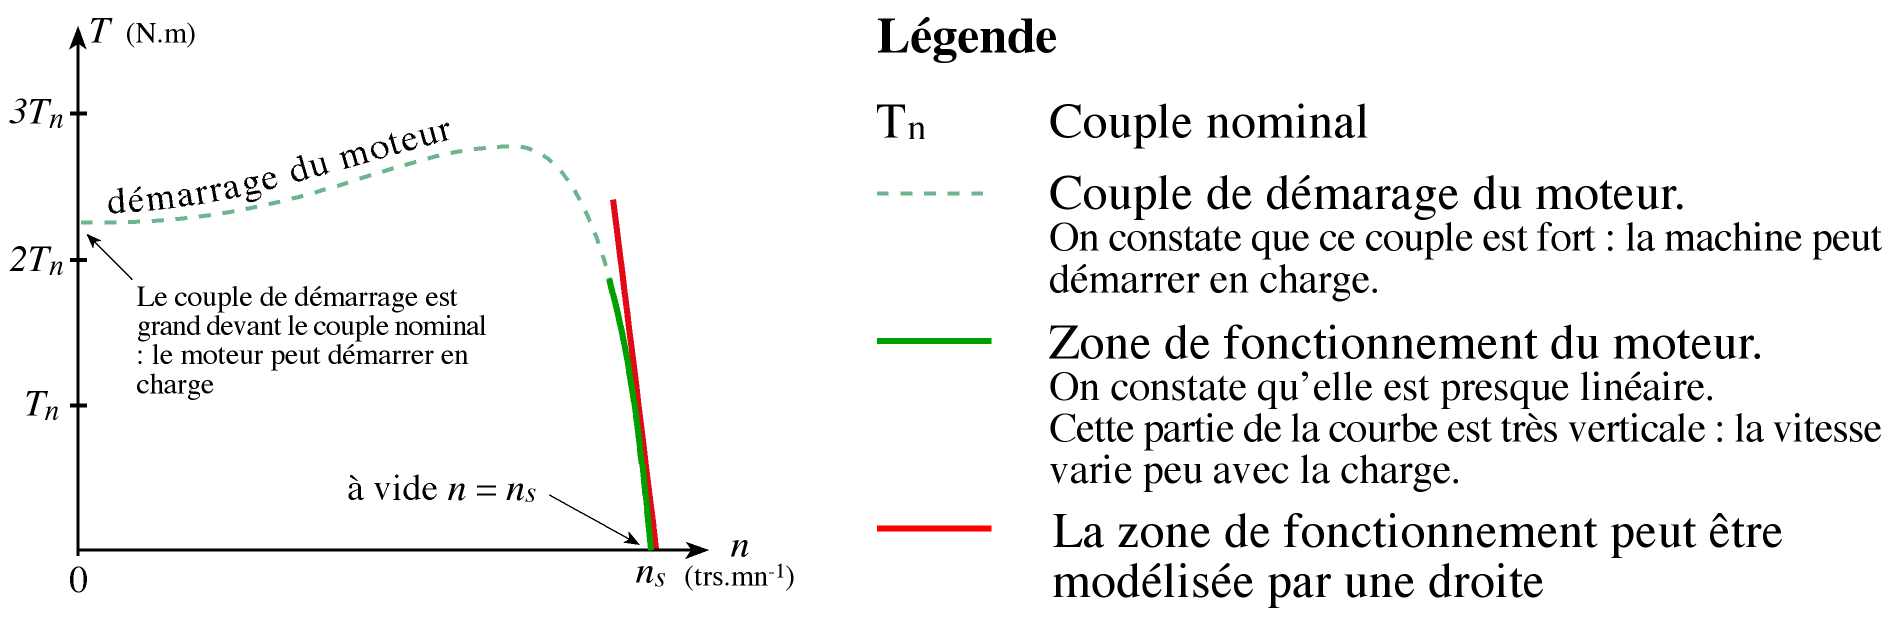 T (N.m)
3Tn
démarrage du moteur
2Tn
Le couple de démarrage est
grand devant le couple nominal
: le moteur peut démarrer en
charge
Tn
à vide n = ns
n
0
ns (trs.mn-1)
Légende
Tn Couple nominal
Couple de démarage du moteur.
On constate que ce couple est fort : la machine peut
démarrer en charge.
Zone de fonctionnement du moteur.
On constate qu’elle est presque linéaire.
Cette partie de la courbe est très verticale : la vitesse
varie peu avec la charge.
La zone de fonctionnement peut être
modélisée par une droite